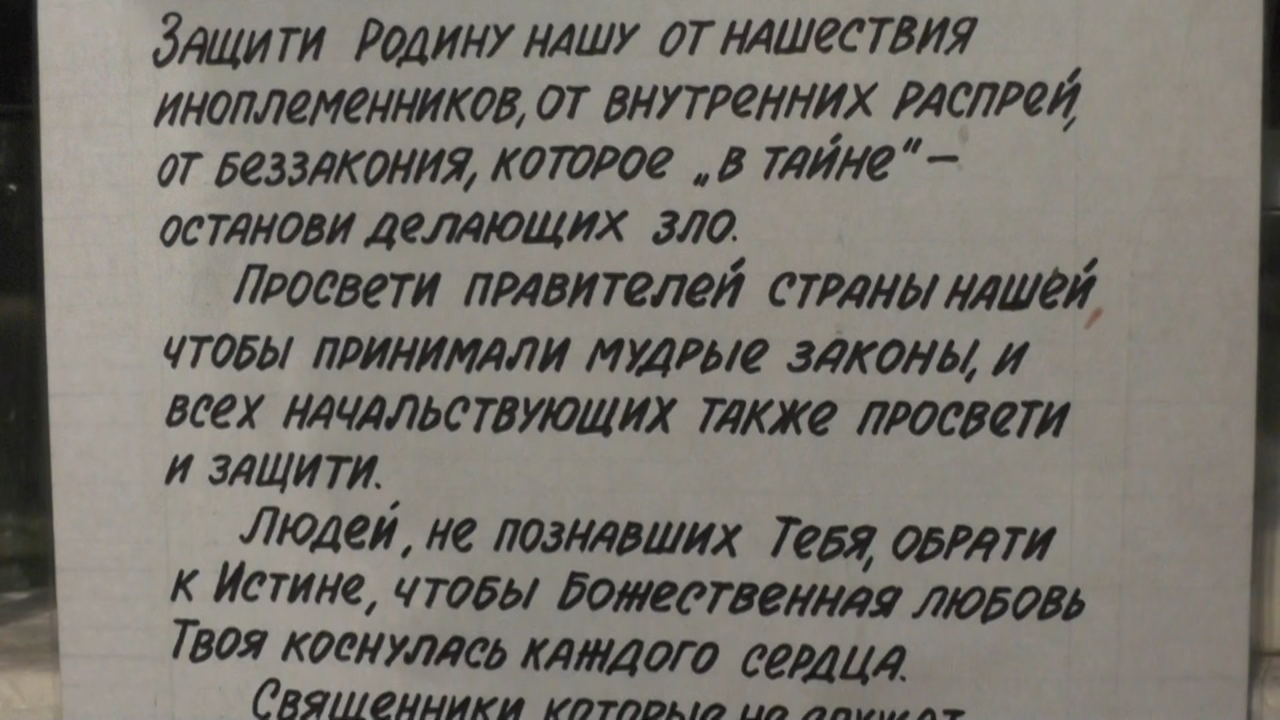 Защити Родину нашу от нашествия
иноплеменников, от внутренних распрей,
от беззакония, которое „в тайне“ –
останови делающих зло.
Просвети правителей страны нашей,
чтобы принимали мудрые законы, и
всех начальствующих также просвети
и защити.
Людей, не познавших Тебя, обрати
к Истине, чтобы Божественная любовь
Твоя коснулась каждого сердца.
Священники которые не